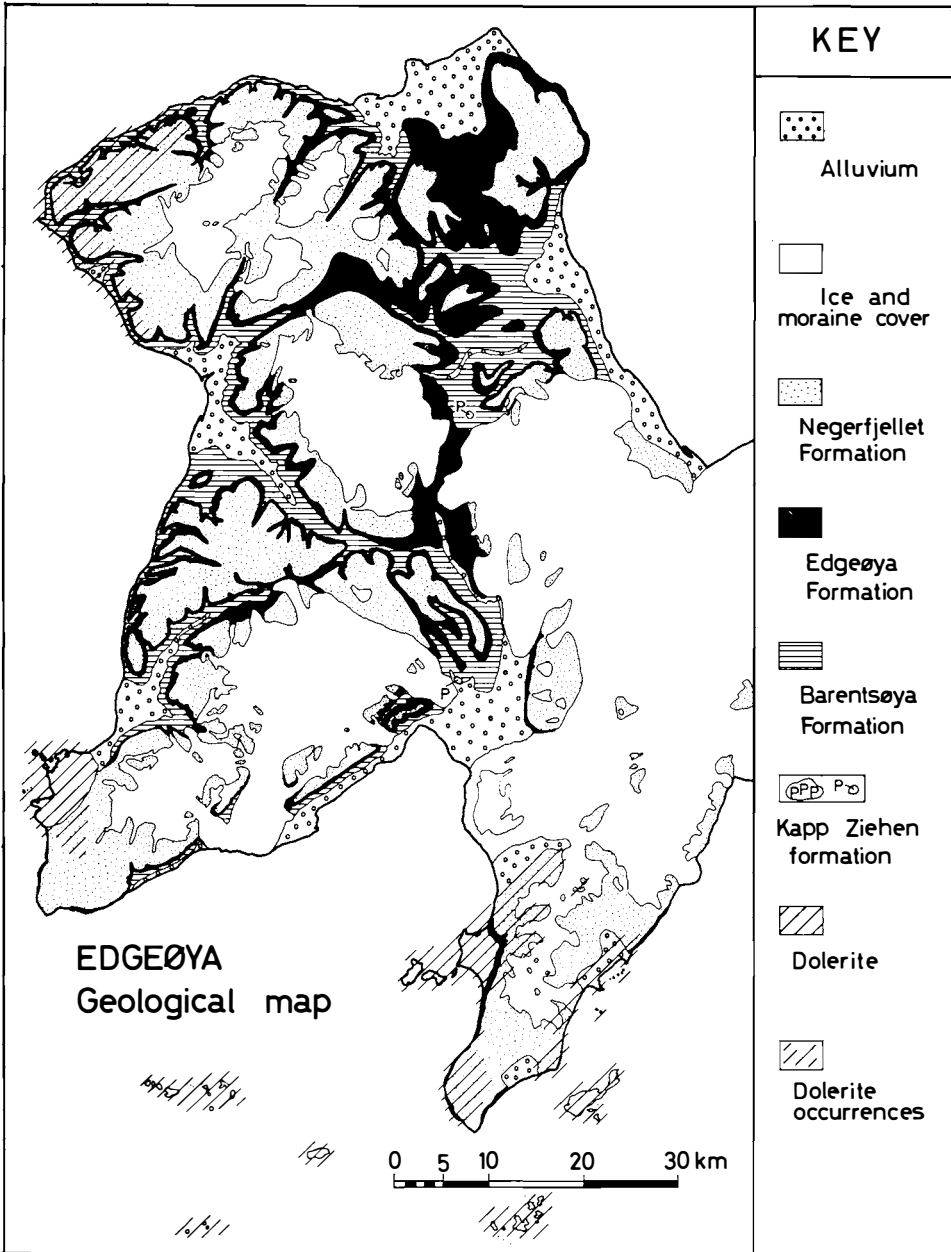 KEY
Alluvium
Ice and
moraine cover
Negerfjellet
Formation
Edgeøya
Formation
Barentsøya
Formation
PPP P
Kapp Ziehen
formation
Dolerite
Dolerite
occurrences
P
P
EDGEØYA
Geological map
0 5 10 20 30 km